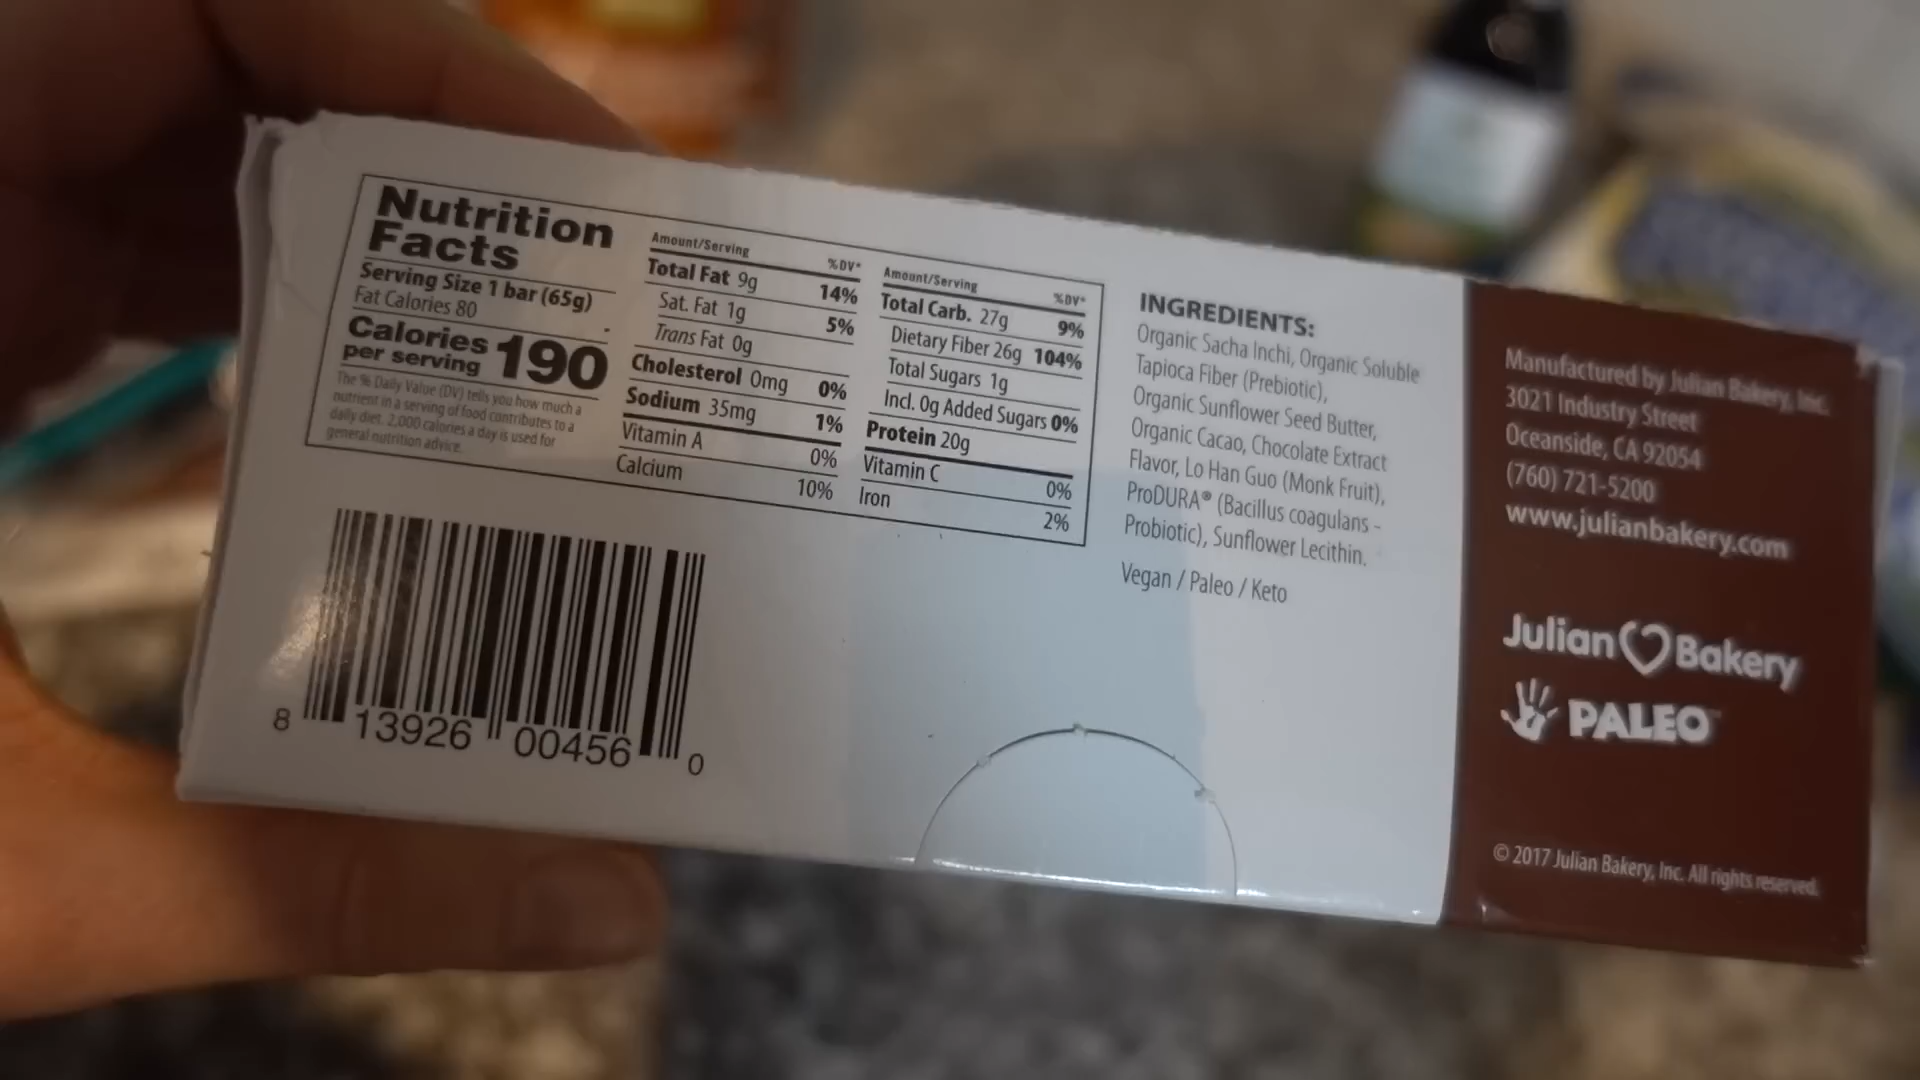 Nutrition
Facts
Serving Size 1 bar (65g)
Fat Calories 80
Calories
per serving 190
The % Daily Value (DV) tells you how much a
nutrient in a serving of food contributes to a
daily diet. 2,000 calories a day is used for
general nutrition advice.
Amount/Serving %DV*
Total Fat 9g 14%
Sat. Fat 1g 5%
Trans Fat 0g
Cholesterol 0mg 0%
Sodium 35mg 1%
Vitamin A 0%
Calcium 10%
Amount/Serving %DV*
Total Carb. 27g 9%
Dietary Fiber 26g 104%
Total Sugars 1g
Incl. 0g Added Sugars 0%
Protein 20g
Vitamin C 0%
Iron 2%
INGREDIENTS:
Organic Sacha Inchi, Organic Soluble
Tapioca Fiber (Prebiotic),
Organic Sunflower Seed Butter,
Organic Cacao, Chocolate Extract
Flavor, Lo Han Guo (Monk Fruit),
ProDURA® (Bacillus coagulans -
Probiotic), Sunflower Lecithin.
Vegan / Paleo / Keto
8 13926 00456 0
Manufactured by Julian Bakery, Inc.
3021 Industry Street
Oceanside, CA 92054
(760) 721-5200
www.julianbakery.com
Julian Bakery
PALEO™
© 2017 Julian Bakery, Inc. All rights reserved.